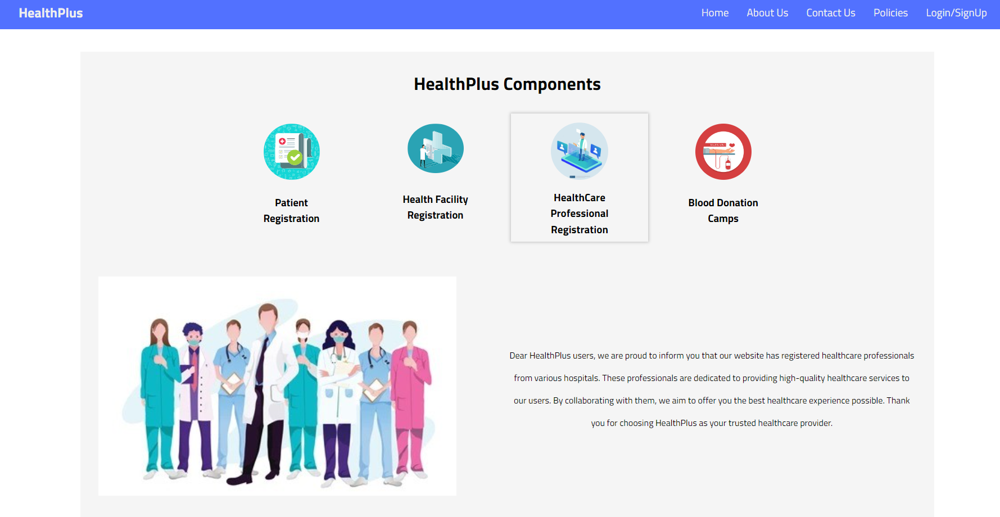 HealthPlus
Home About Us Contact Us Policies Login/SignUp
HealthPlus Components
Patient
Registration
Health Facility
Registration
HealthCare
Professional
Registration
Blood Donation
Camps
Dear HealthPlus users, we are proud to inform you that our website has registered healthcare professionals
from various hospitals. These professionals are dedicated to providing high-quality healthcare services to
our users. By collaborating with them, we aim to offer you the best healthcare experience possible. Thank
you for choosing HealthPlus as your trusted healthcare provider.